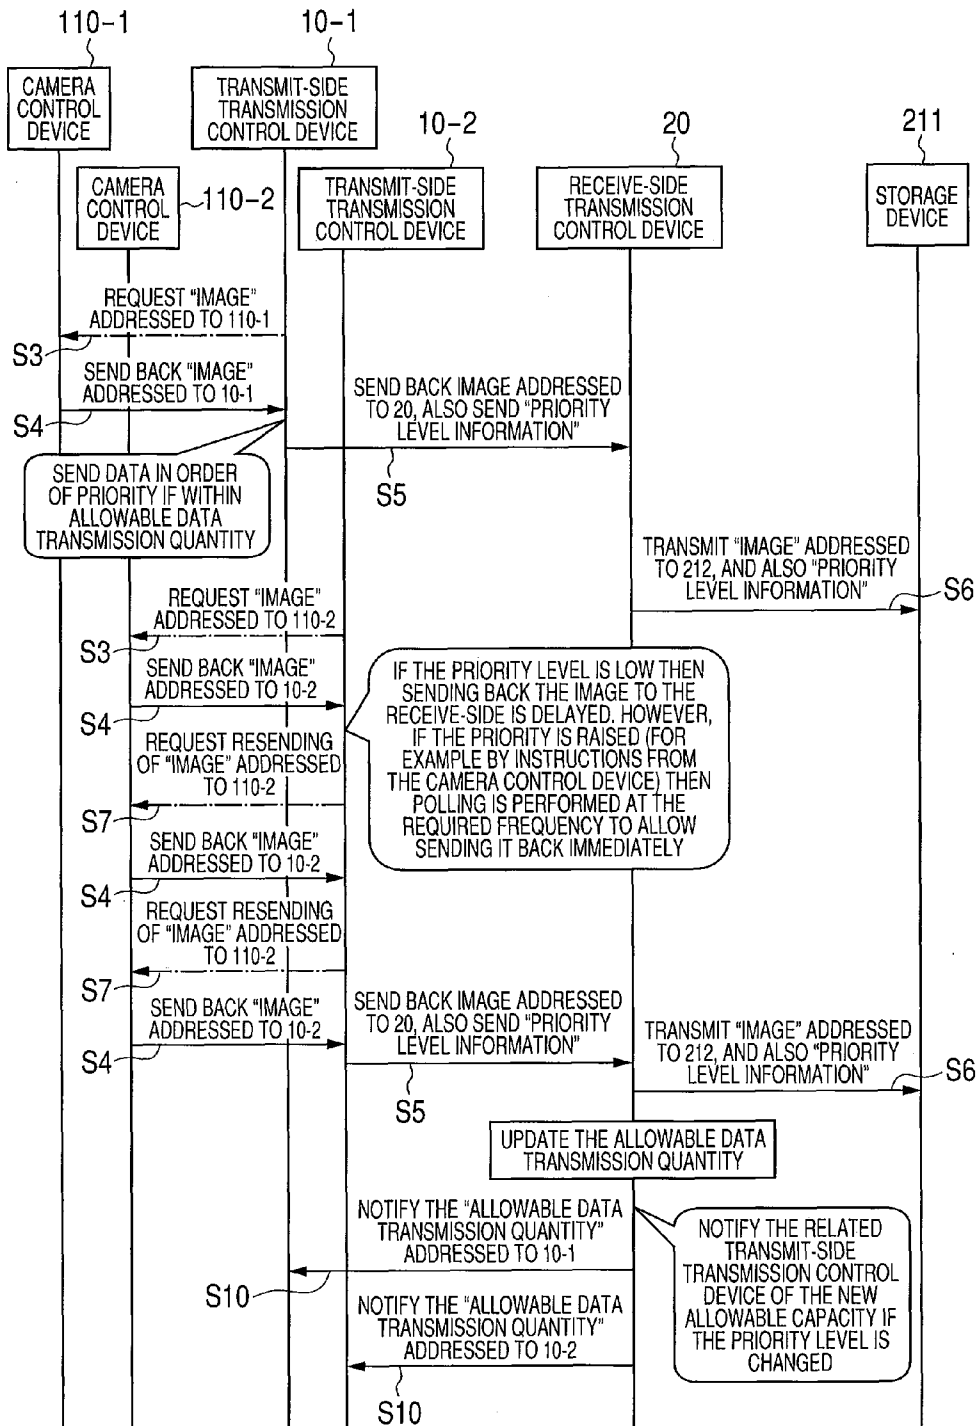 110-1
10-1
CAMERA
CONTROL
DEVICE
TRANSMIT-SIDE
TRANSMISSION
CONTROL DEVICE
10-2
20
211
CAMERA
CONTROL
DEVICE
110-2
TRANSMIT-SIDE
TRANSMISSION
CONTROL DEVICE
RECEIVE-SIDE
TRANSMISSION
CONTROL DEVICE
STORAGE
DEVICE
REQUEST "IMAGE"
ADDRESSED TO 110-1
S3
SEND BACK "IMAGE"
ADDRESSED TO 10-1
S4
SEND BACK IMAGE ADDRESSED
TO 20, ALSO SEND "PRIORITY
LEVEL INFORMATION"
S5
SEND DATA IN ORDER
OF PRIORITY IF WITHIN
ALLOWABLE DATA
TRANSMISSION QUANTITY
TRANSMIT "IMAGE" ADDRESSED
TO 212, AND ALSO "PRIORITY
LEVEL INFORMATION"
S6
REQUEST "IMAGE"
ADDRESSED TO 110-2
S3
SEND BACK "IMAGE"
ADDRESSED TO 10-2
S4
IF THE PRIORITY LEVEL IS LOW THEN
SENDING BACK THE IMAGE TO THE
RECEIVE-SIDE IS DELAYED. HOWEVER,
IF THE PRIORITY IS RAISED (FOR
EXAMPLE BY INSTRUCTIONS FROM
THE CAMERA CONTROL DEVICE) THEN
POLLING IS PERFORMED AT THE
REQUIRED FREQUENCY TO ALLOW
SENDING IT BACK IMMEDIATELY
REQUEST RESENDING
OF "IMAGE" ADDRESSED
TO 110-2
S7
SEND BACK "IMAGE"
ADDRESSED TO 10-2
S4
REQUEST RESENDING
OF "IMAGE" ADDRESSED
TO 110-2
S7
SEND BACK "IMAGE"
ADDRESSED TO 10-2
S4
SEND BACK IMAGE ADDRESSED
TO 20, ALSO SEND "PRIORITY
LEVEL INFORMATION"
S5
TRANSMIT "IMAGE" ADDRESSED
TO 212, AND ALSO "PRIORITY
LEVEL INFORMATION"
S6
UPDATE THE ALLOWABLE DATA
TRANSMISSION QUANTITY
NOTIFY THE "ALLOWABLE DATA
TRANSMISSION QUANTITY"
ADDRESSED TO 10-1
S10
NOTIFY THE RELATED
TRANSMIT-SIDE
TRANSMISSION CONTROL
DEVICE OF THE NEW
ALLOWABLE CAPACITY IF
THE PRIORITY LEVEL IS
CHANGED
NOTIFY THE "ALLOWABLE DATA
TRANSMISSION QUANTITY"
ADDRESSED TO 10-2
S10